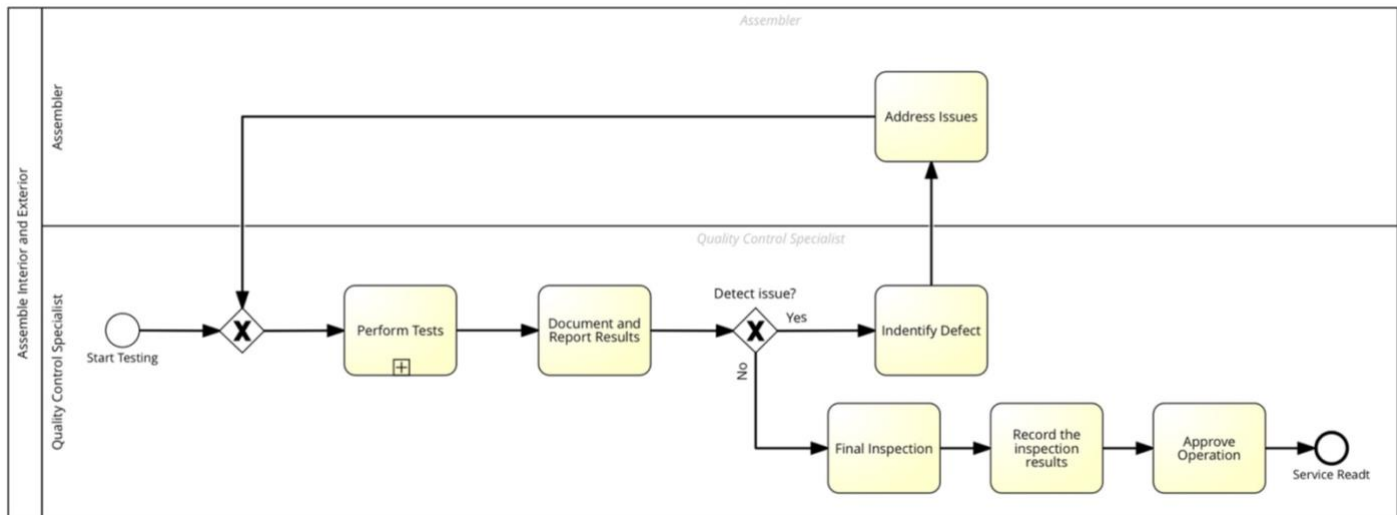 Assemble Interior and Exterior
Assembler
Assembler
Address Issues
Quality Control Specialist
Quality Control Specialist
Start Testing
X
Perform Tests
Document and
Report Results
Detect issue?
X
Yes
No
Indentify Defect
Final Inspection
Record the
inspection
results
Approve
Operation
Service Readt